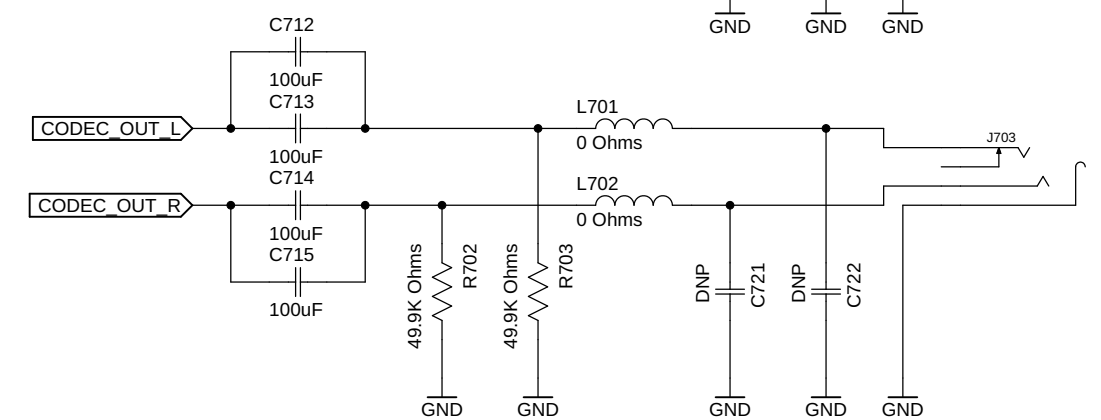 GND
GND
GND
C712
100uF
C713
CODEC_OUT_L
100uF
C714
CODEC_OUT_R
100uF
C715
100uF
L701
0 Ohms
L702
0 Ohms
J703
49.9K Ohms
R702
49.9K Ohms
R703
DNP
C721
DNP
C722
GND
GND
GND
GND
GND